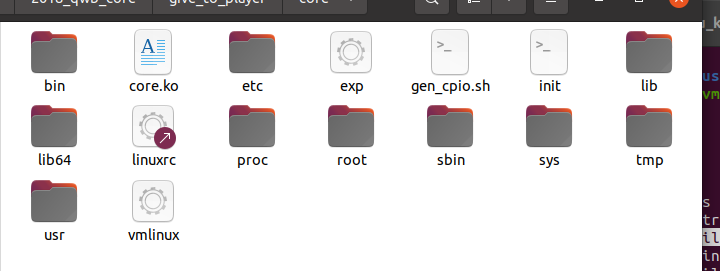 2018_qwb_core give_to_player core
bin core.ko etc exp gen_cpio.sh init lib
lib64 linuxrc proc root sbin sys tmp
usr vmlinux